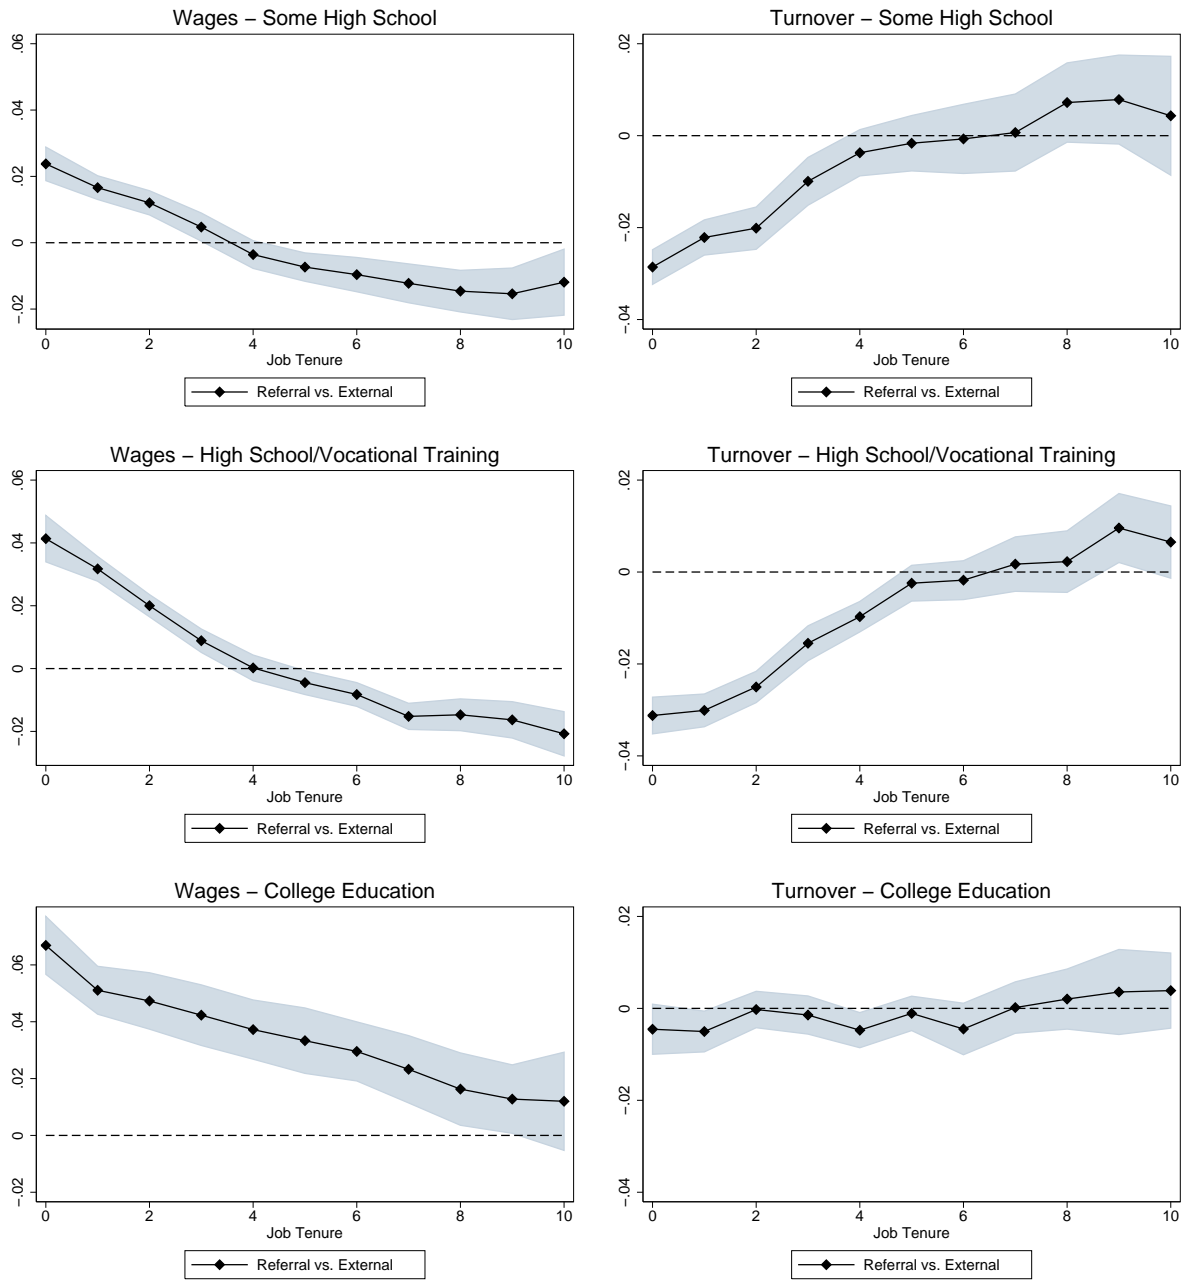 Wages – Some High School
.06
.04
.02
0
-.02
0 2 4 6 8 10
Job Tenure
Referral vs. External
Turnover – Some High School
.02
0
-.02
-.04
0 2 4 6 8 10
Job Tenure
Referral vs. External
Wages – High School/Vocational Training
.06
.04
.02
0
-.02
0 2 4 6 8 10
Job Tenure
Referral vs. External
Turnover – High School/Vocational Training
.02
0
-.02
-.04
0 2 4 6 8 10
Job Tenure
Referral vs. External
Wages – College Education
.06
.04
.02
0
-.02
0 2 4 6 8 10
Job Tenure
Referral vs. External
Turnover – College Education
.02
0
-.02
-.04
0 2 4 6 8 10
Job Tenure
Referral vs. External